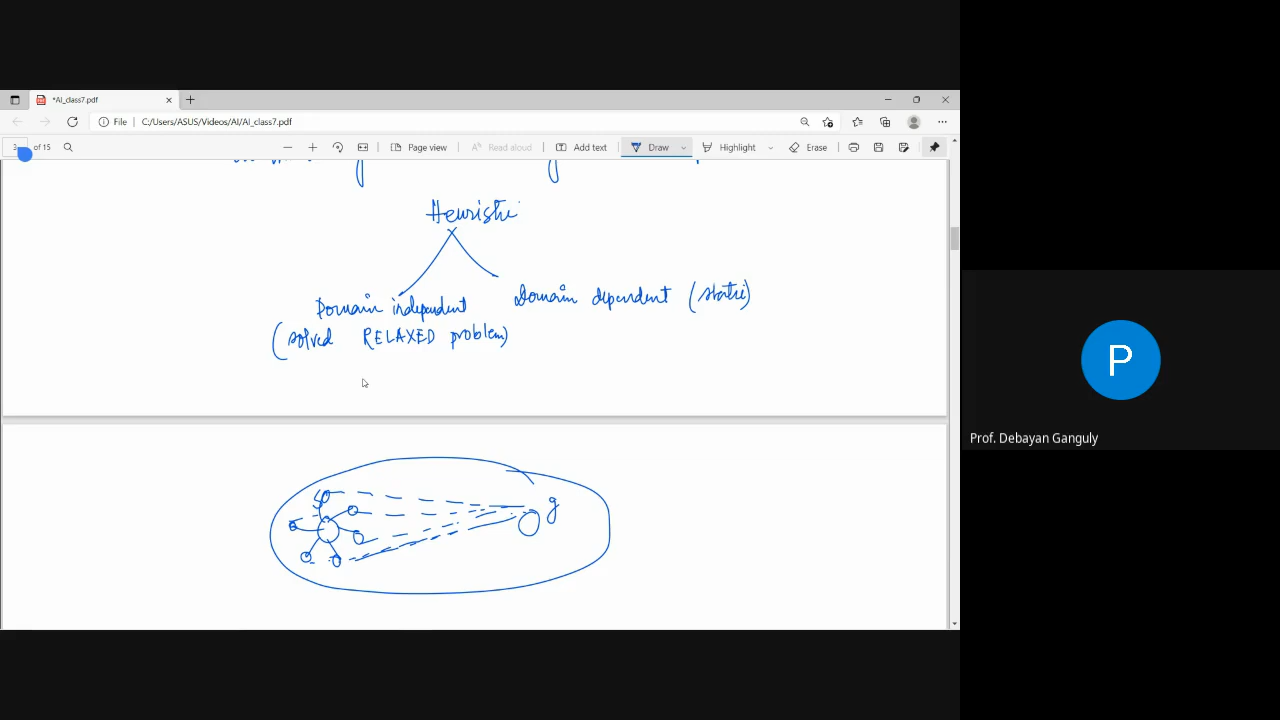 *AI_class7.pdf
File C:/Users/ASUS/Videos/AI/AI_class7.pdf
3 of 15 Page view Read aloud Add text Draw Highlight Erase
Heuristic
Domain independent Domain dependent (static)
(solved RELAXED problem)
S
g
P
Prof. Debayan Ganguly